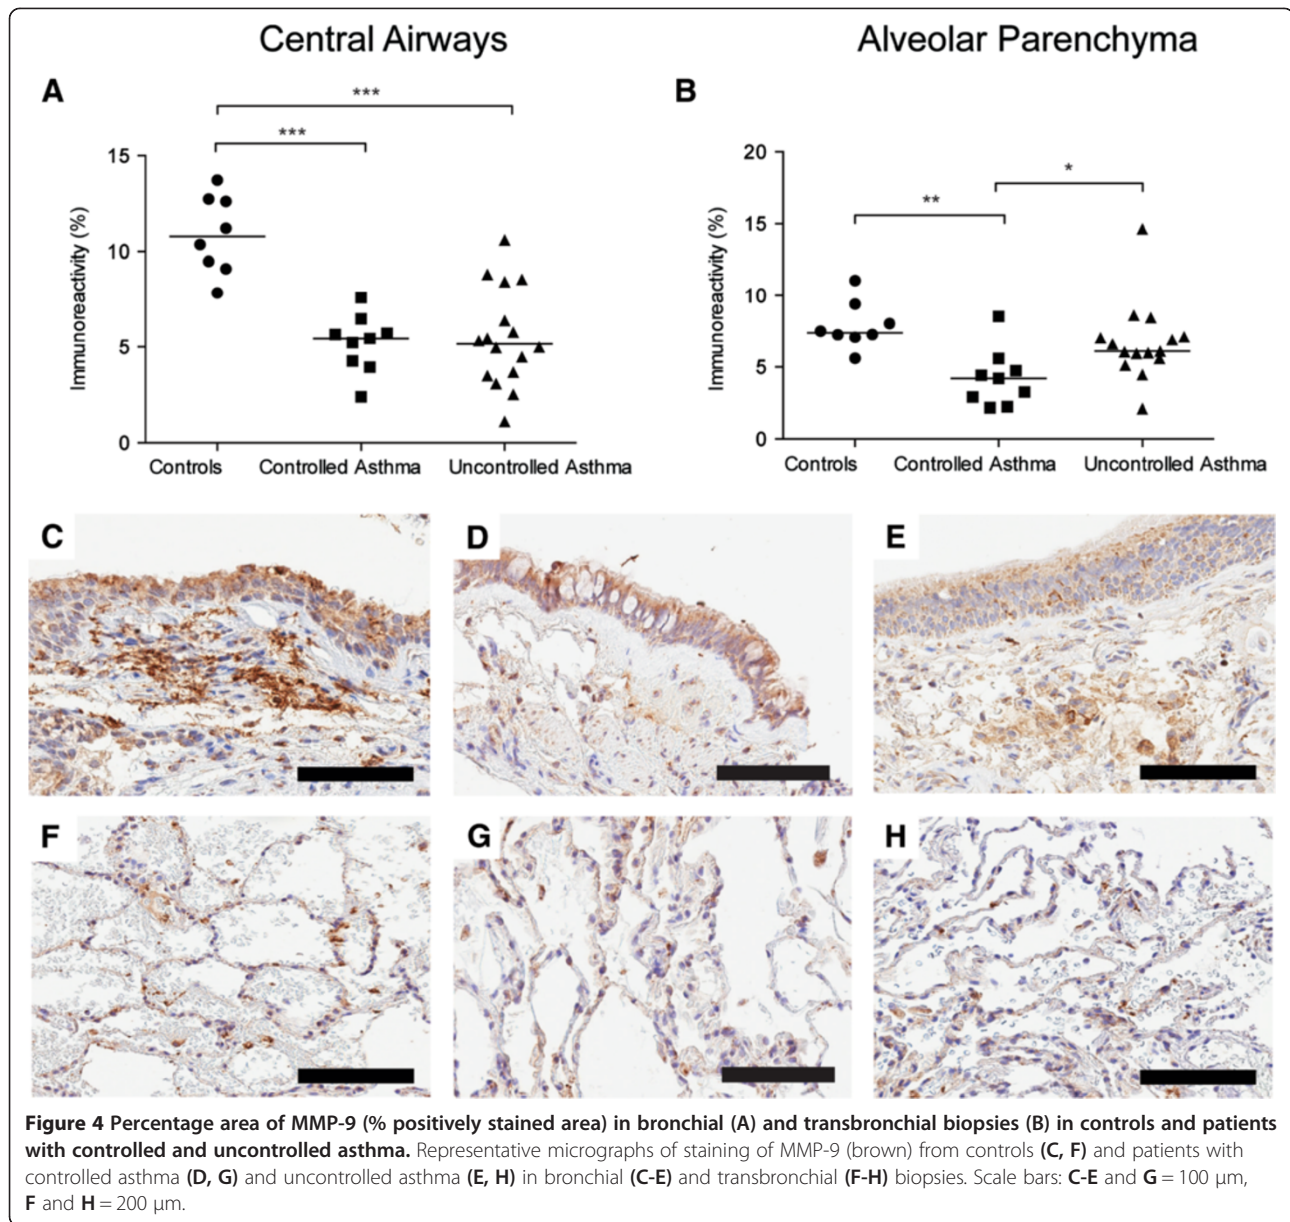 Central Airways
Alveolar Parenchyma
A
***
***
15
10
5
0
Immunoreactivity (%)
Controls
Controlled Asthma
Uncontrolled Asthma
B
*
**
20
15
10
5
0
Immunoreactivity (%)
Controls
Controlled Asthma
Uncontrolled Asthma
C
D
E
F
G
H
Figure 4 Percentage area of MMP-9 (% positively stained area) in bronchial (A) and transbronchial biopsies (B) in controls and patients
with controlled and uncontrolled asthma. Representative micrographs of staining of MMP-9 (brown) from controls (C, F) and patients with
controlled asthma (D, G) and uncontrolled asthma (E, H) in bronchial (C-E) and transbronchial (F-H) biopsies. Scale bars: C-E and G = 100 μm,
F and H = 200 μm.